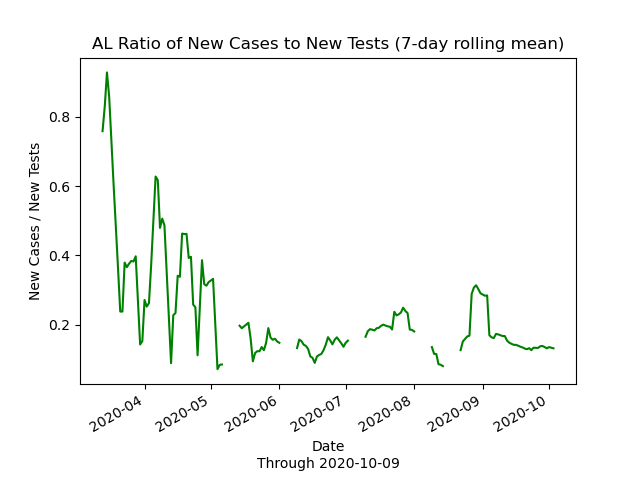 AL Ratio of New Cases to New Tests (7-day rolling mean)
New Cases / New Tests
0.8
0.6
0.4
0.2
2020-04
2020-05
2020-06
2020-07
2020-08
2020-09
2020-10
Date
Through 2020-10-09